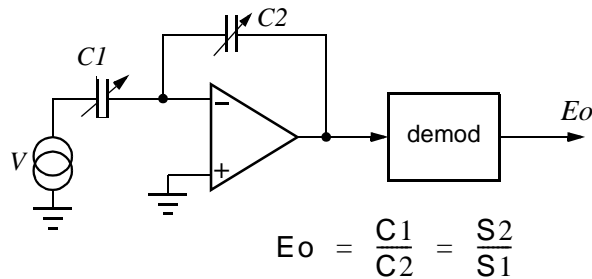 C2
C1
V
−
+
demod
Eo
Eo = C1/C2 = S2/S1